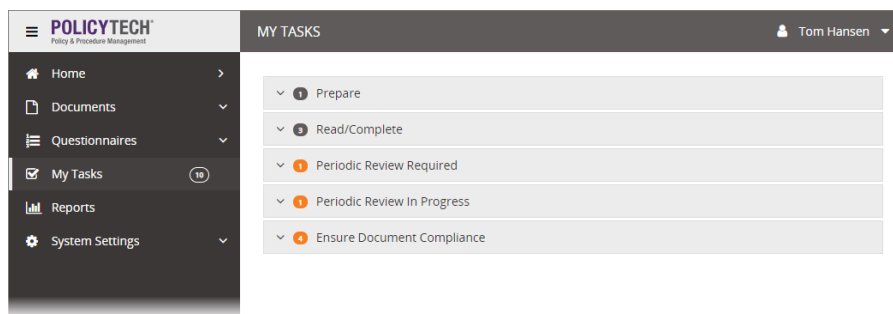 POLICYTECH
Policy & Procedure Management
MY TASKS
Tom Hansen
Home
Documents
Questionnaires
My Tasks 10
Reports
System Settings
1 Prepare
3 Read/Complete
1 Periodic Review Required
1 Periodic Review In Progress
4 Ensure Document Compliance